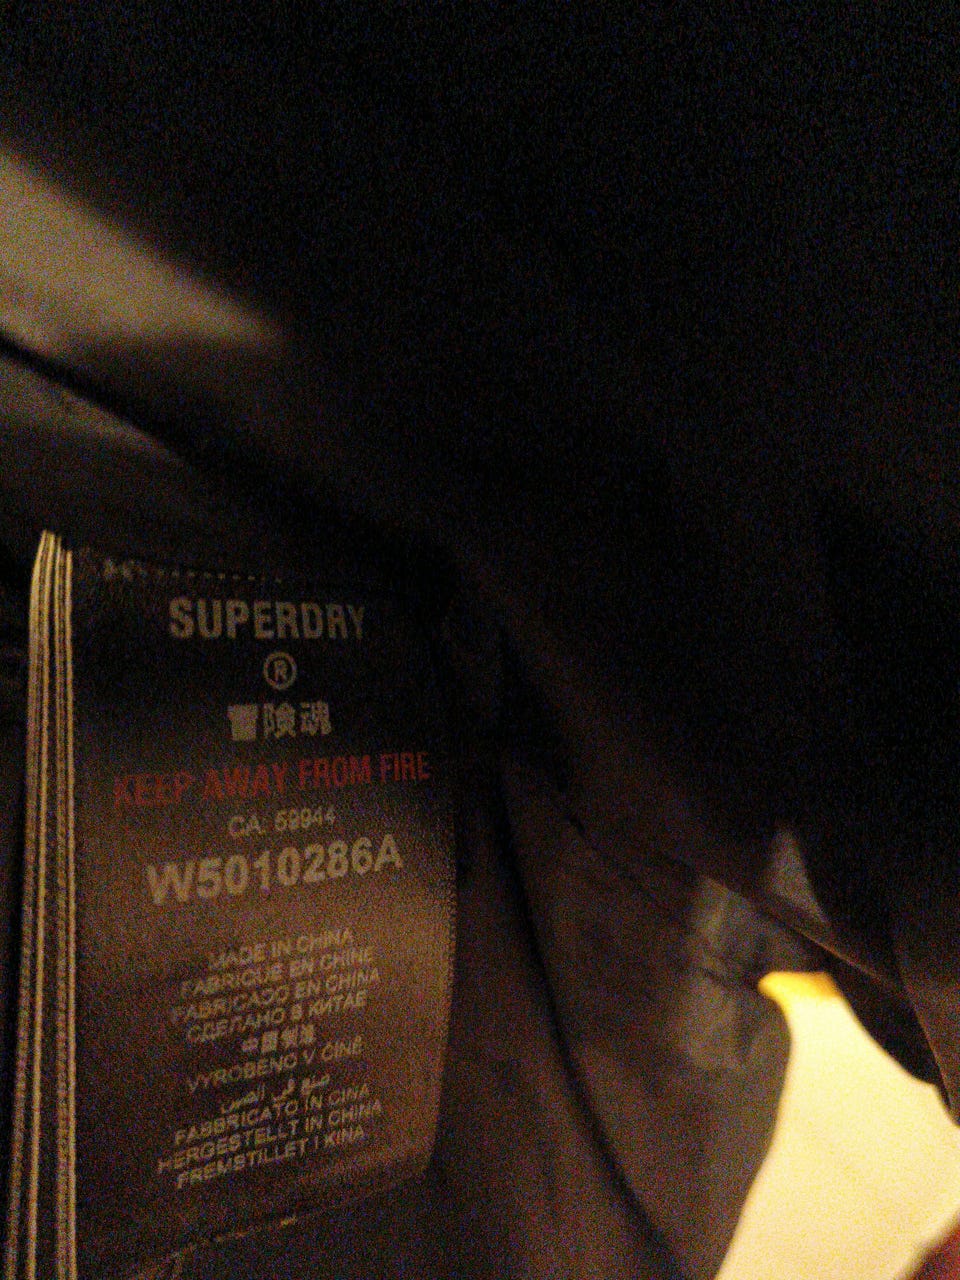 SUPERDRY
®
冒険魂
KEEP AWAY FROM FIRE
CA: 59944
W5010286A
MADE IN CHINA
FABRIQUE EN CHINE
FABRICADO EN CHINA
СДЕЛАНО В КИТАЕ
中国制造
VYROBENO V ČÍNĚ
صنع في الصين
FABBRICATO IN CINA
HERGESTELLT IN CHINA
FREMSTILLET I KINA